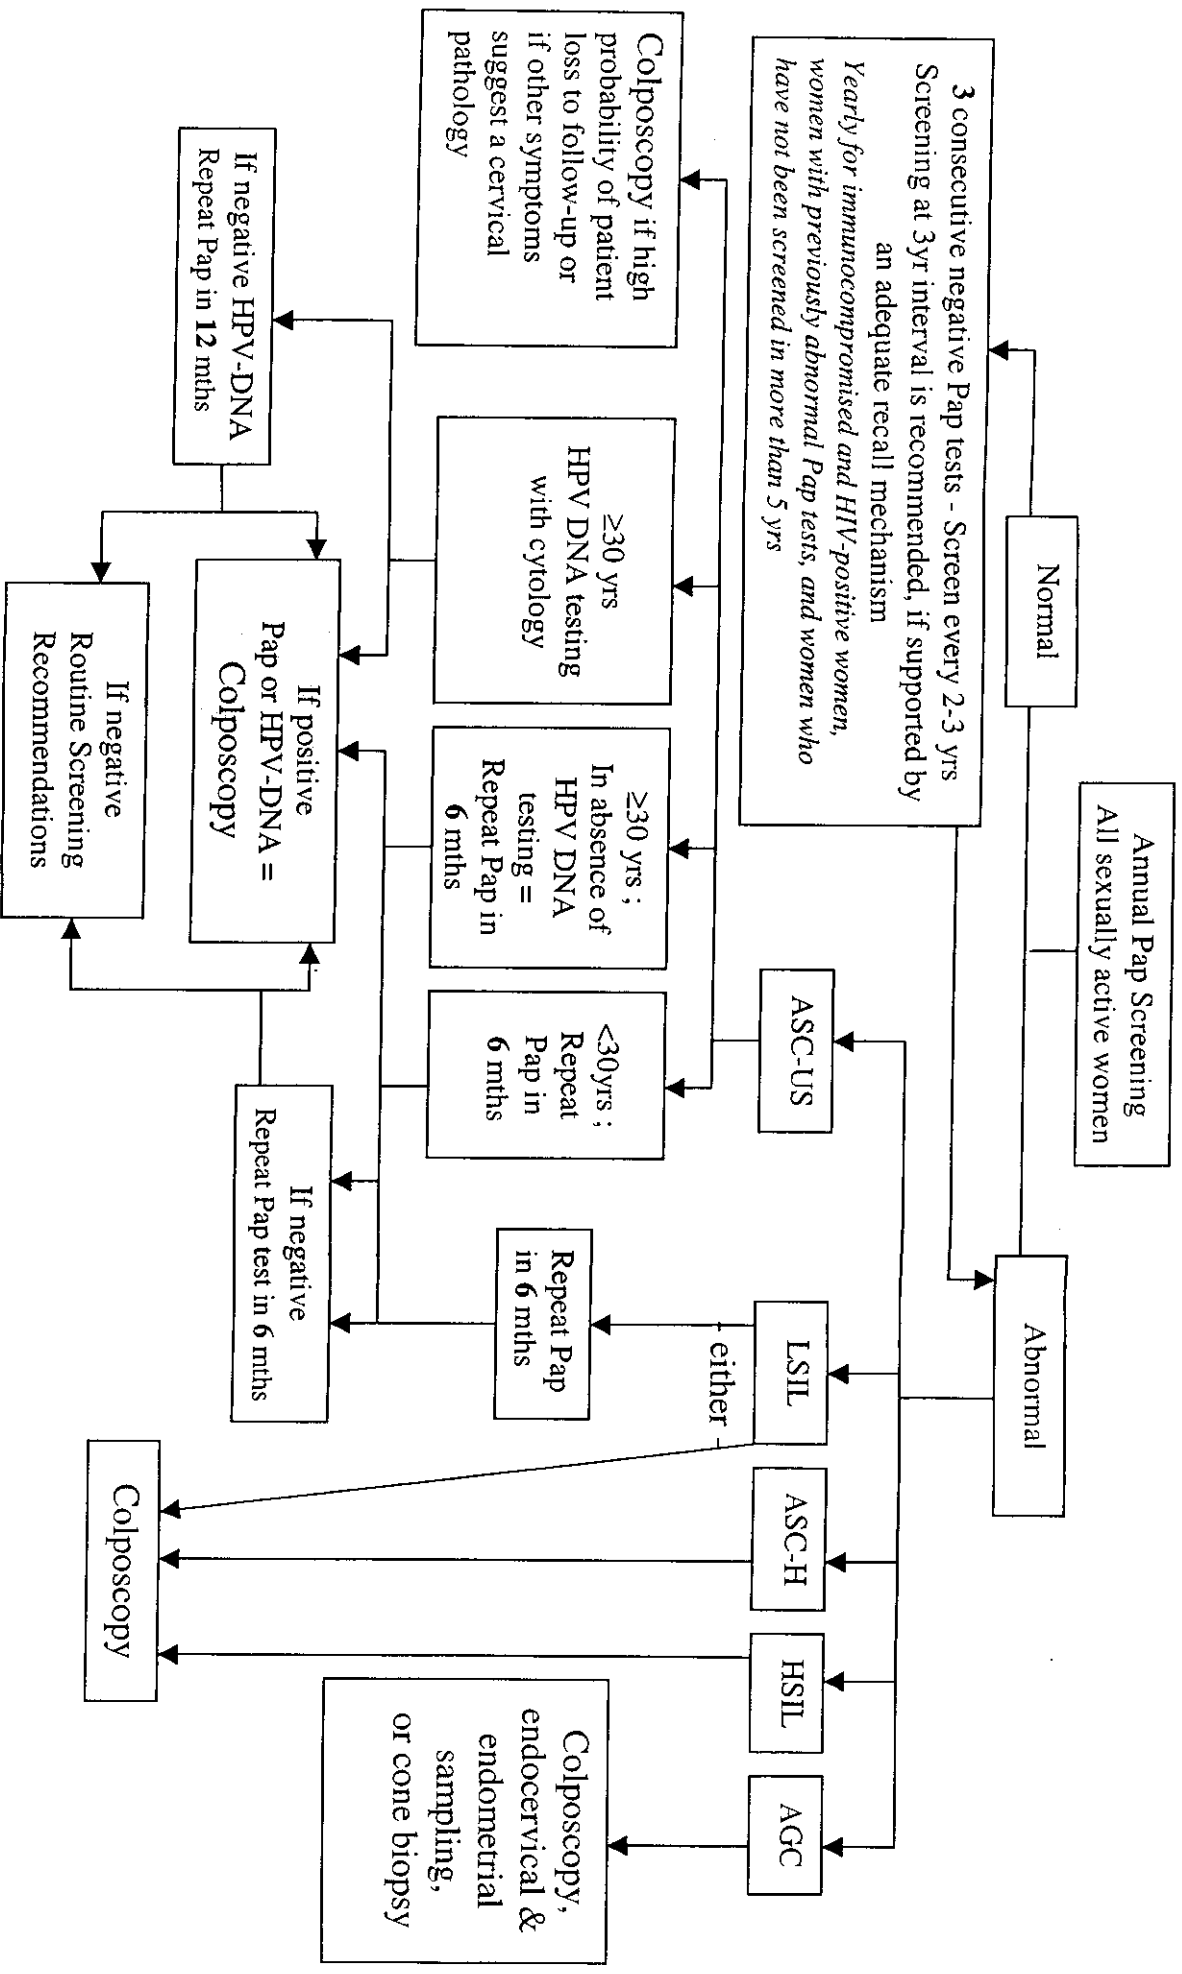 Annual Pap Screening
All sexually active women
Normal
Abnormal
3 consecutive negative Pap tests - Screen every 2-3 yrs
Screening at 3yr interval is recommended, if supported by
an adequate recall mechanism
Yearly for immunocompromised and HIV-positive women,
women with previously abnormal Pap tests, and women who
have not been screened in more than 5 yrs
ASC-US
LSIL
ASC-H
HSIL
AGC
- either -
Colposcopy if high
probability of patient
loss to follow-up or
if other symptoms
suggest a cervical
pathology
≥30 yrs
HPV DNA testing
with cytology
≥30 yrs ;
In absence of
HPV DNA
testing =
Repeat Pap in
6 mths
<30yrs ;
Repeat
Pap in
6 mths
Repeat Pap
in 6 mths
Colposcopy,
endocervical &
endometrial
sampling,
or cone biopsy
If negative HPV-DNA
Repeat Pap in 12 mths
If positive
Pap or HPV-DNA =
Colposcopy
If negative
Repeat Pap test in 6 mths
Colposcopy
If negative
Routine Screening
Recommendations